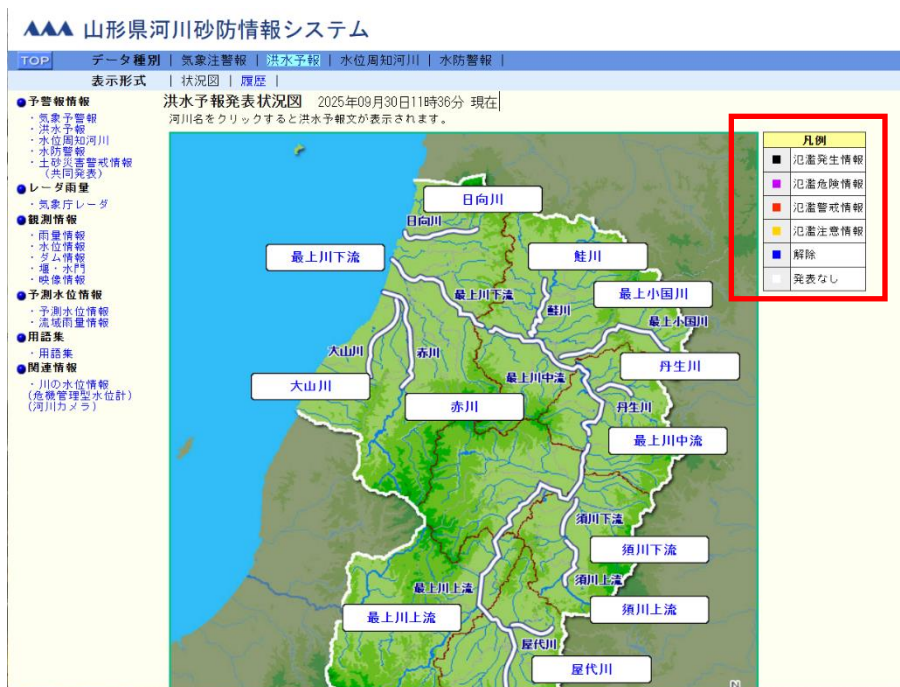 山形県河川砂防情報システム
TOP データ種別 | 気象注警報 | 洪水予報 | 水位周知河川 | 水防警報 |
表示形式 | 状況図 | 履歴 |
●予警報情報
・気象予警報
・洪水予報
・水位周知河川
・水防警報
・土砂災害警戒情報
(共同発表)
●レーダ雨量
・気象庁レーダ
●観測情報
・雨量情報
・水位情報
・ダム情報
・堰・水門
・映像情報
●予測水位情報
・予測水位情報
・流域雨量情報
●用語集
・用語集
●関連情報
・川の水位情報
(危機管理型水位計)
(河川カメラ)
洪水予報発表状況図 2025年09月30日11時36分 現在
河川名をクリックすると洪水予報文が表示されます。
日向川
日向川
最上川下流
鮭川
最上川下流
最上小国川
鮭川
最上小国川
大山川
赤川
丹生川
最上川中流
大山川
赤川
丹生川
最上川中流
須川下流
須川下流
須川上流
最上川上流
須川上流
最上川上流
屋代川
屋代川
N
凡例
氾濫発生情報
氾濫危険情報
氾濫警戒情報
氾濫注意情報
解除
発表なし